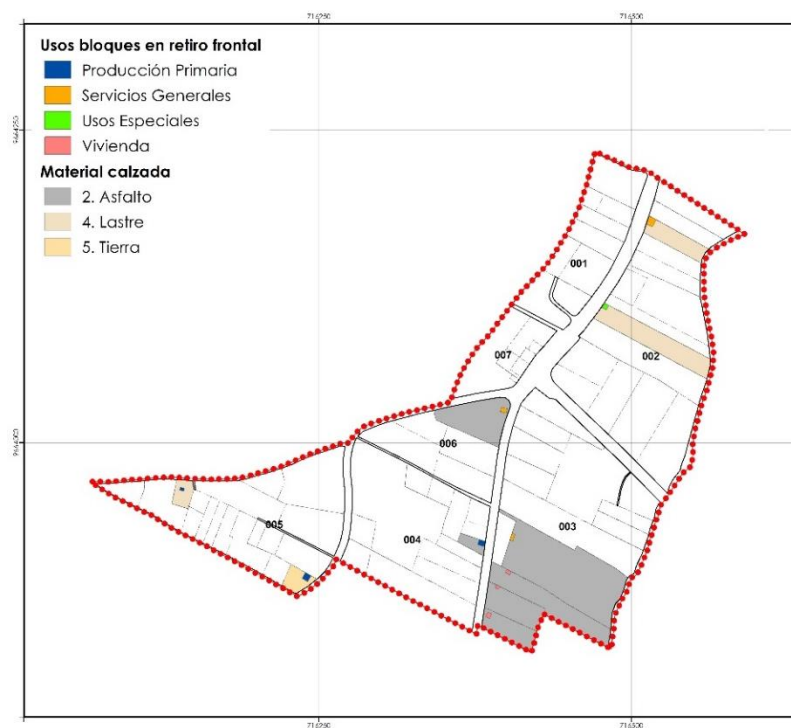 Usos bloques en retiro frontal
Producción Primaria
Servicios Generales
Usos Especiales
Vivienda
Material calzada
2. Asfalto
4. Lastre
5. Tierra
001
002
007
006
003
005
004